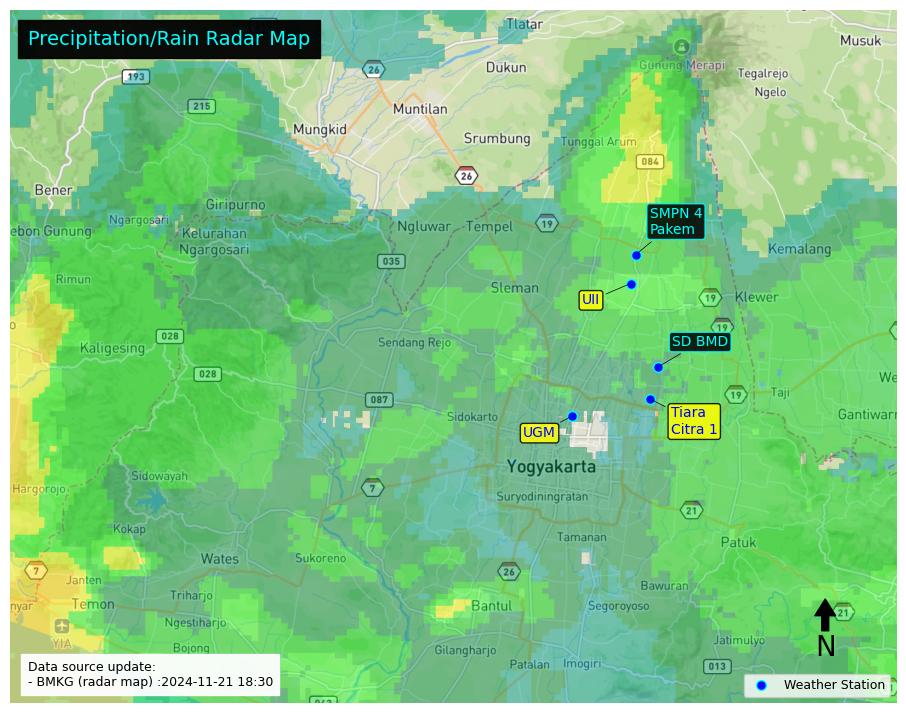 Precipitation/Rain Radar Map
Tlatar
Musuk
26
193
Dukun
Gunung Merapi
Tegalrejo
Ngelo
215
Muntilan
Mungkid
Srumbung
Tunggal Arum
084
26
Bener
Giripurno
Ngargosari
ebon Gunung
Kelurahan
Ngargosari
Ngluwar
Tempel
19
SMPN 4
Pakem
Kemalang
035
Rimun
Sleman
UII
19
Klewer
19
028
Kaligesing
Sendang Rejo
SD BMD
028
We
087
Sidokarto
19
Taji
Tiara
Citra 1
Gantiwarn
UGM
Yogyakarta
Sidowayah
Hargorojo
7
Suryodiningratan
21
Kokap
Tamanan
Patuk
Wates
Sukoreno
7
Janten
26
Bawuran
nyar
Temon
Triharjo
Bantul
Segoroyoso
21
Ngestiharjo
YIA
N
Jatimulyo
Bojong
Gilangharjo
Patalan
Imogiri
013
Data source update:
- BMKG (radar map) :2024-11-21 18:30
Weather Station